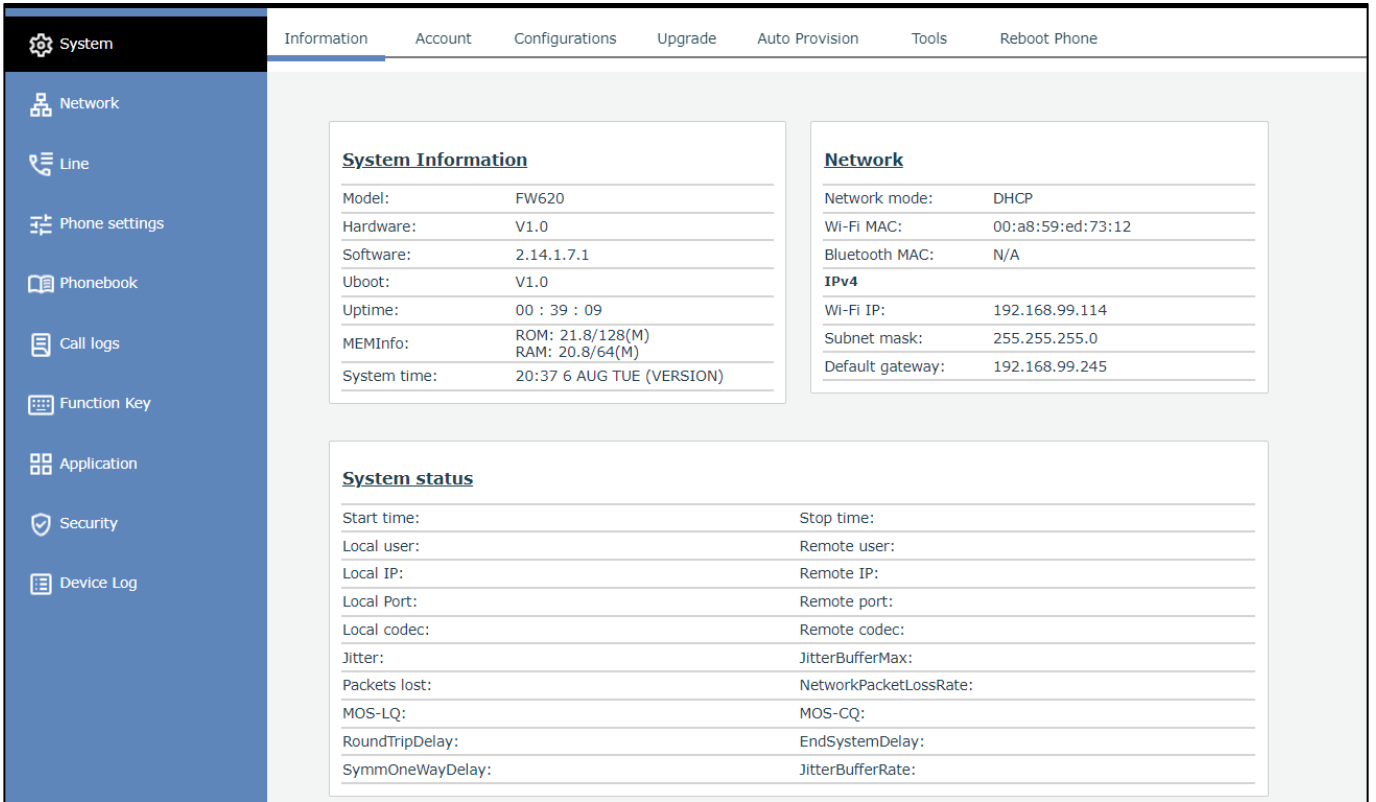 System
Information Account Configurations Upgrade Auto Provision Tools Reboot Phone
Network
Line
Phone settings
Phonebook
Call logs
Function Key
Application
Security
Device Log
System Information
Model: FW620
Hardware: V1.0
Software: 2.14.1.7.1
Uboot: V1.0
Uptime: 00 : 39 : 09
MEMInfo: ROM: 21.8/128(M)
RAM: 20.8/64(M)
System time: 20:37 6 AUG TUE (VERSION)
Network
Network mode: DHCP
Wi-Fi MAC: 00:a8:59:ed:73:12
Bluetooth MAC: N/A
IPv4
Wi-Fi IP: 192.168.99.114
Subnet mask: 255.255.255.0
Default gateway: 192.168.99.245
System status
Start time: Stop time:
Local user: Remote user:
Local IP: Remote IP:
Local Port: Remote port:
Local codec: Remote codec:
Jitter: JitterBufferMax:
Packets lost: NetworkPacketLossRate:
MOS-LQ: MOS-CQ:
RoundTripDelay: EndSystemDelay:
SymmOneWayDelay: JitterBufferRate: